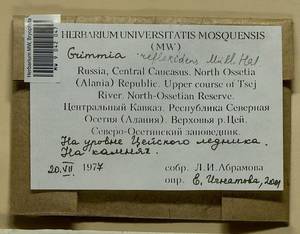 HERBARIUM UNIVERSITATIS MOSQUENSIS
(MW)
Grimmia reflexidens Müll. Hal
Russia, Central Caucasus. North Ossetia
(Alania) Republic. Upper course of Tsej
River. North-Ossetian Reserve.
Центральный Кавказ. Республика Северная
Осетия (Алания). Верховья р. Цей.
Северо-Осетинский заповедник.
На уровне Цейского ледника.
На камнях.
20.VII 1977 собр. Л.И. Абрамова
опр. Е. Игнатова, 2001